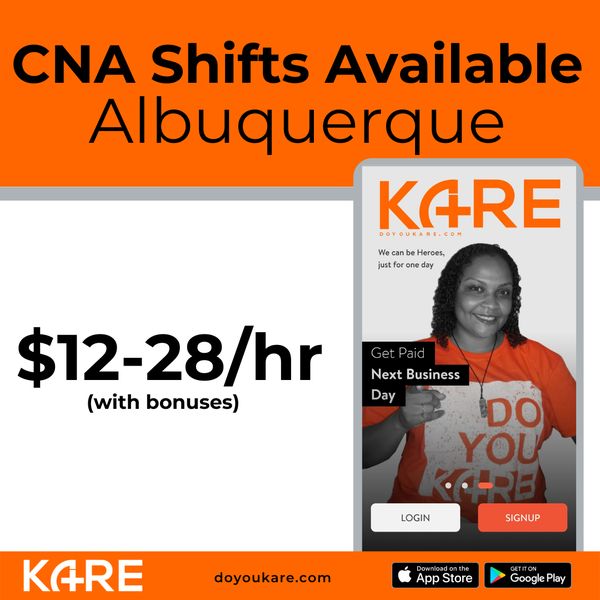 CNA Shifts Available
Albuquerque
$12-28/hr
(with bonuses)
KARE
DOYOUKARE.COM
We can be Heroes,
just for one day
Get Paid
Next Business
Day
DO
YOU
KARE
LOGIN
SIGNUP
KARE
doyoukare.com
Download on the
App Store
GET IT ON
Google Play